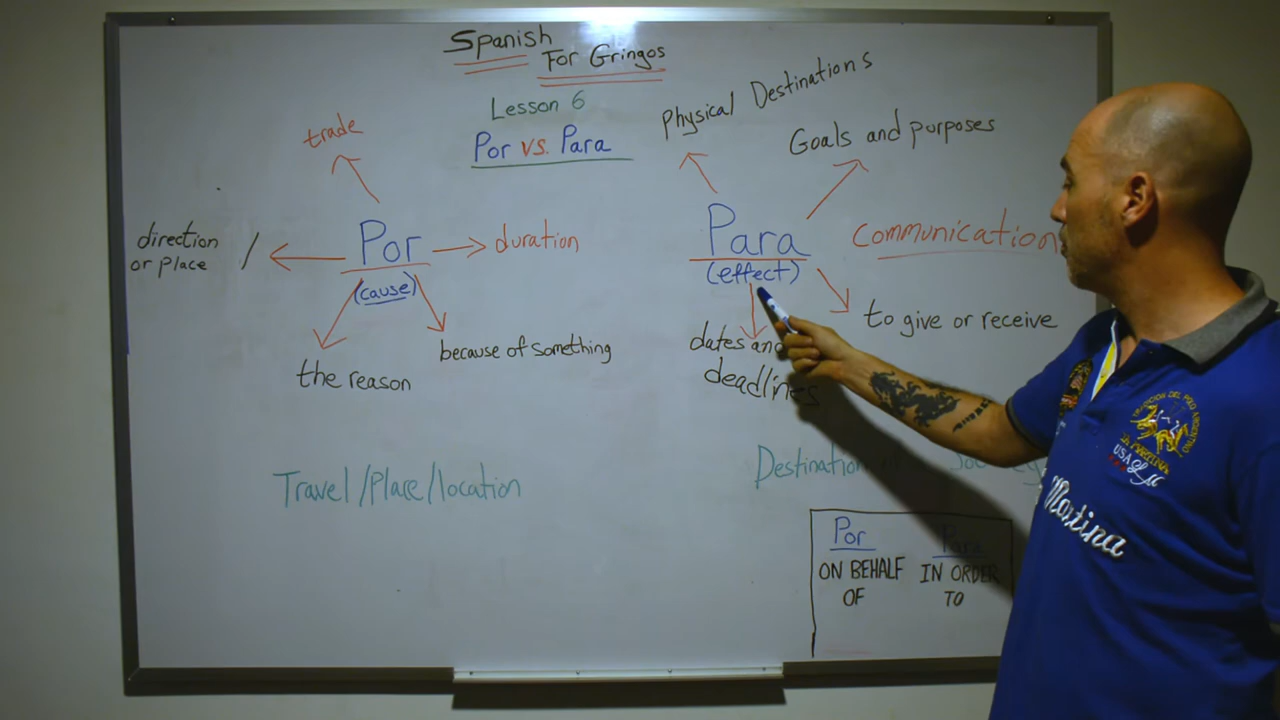 Spanish
For Gringos
Lesson 6
Por vs. Para
trade
direction
or place /
Por
(cause)
duration
the reason
because of something
Travel/Place/location
Physical Destinations
Goals and purposes
Para
(effect)
Communication
to give or receive
dates and
deadlines
Destination
Por
ON BEHALF
OF
Para
IN ORDER
TO
USA
Martina